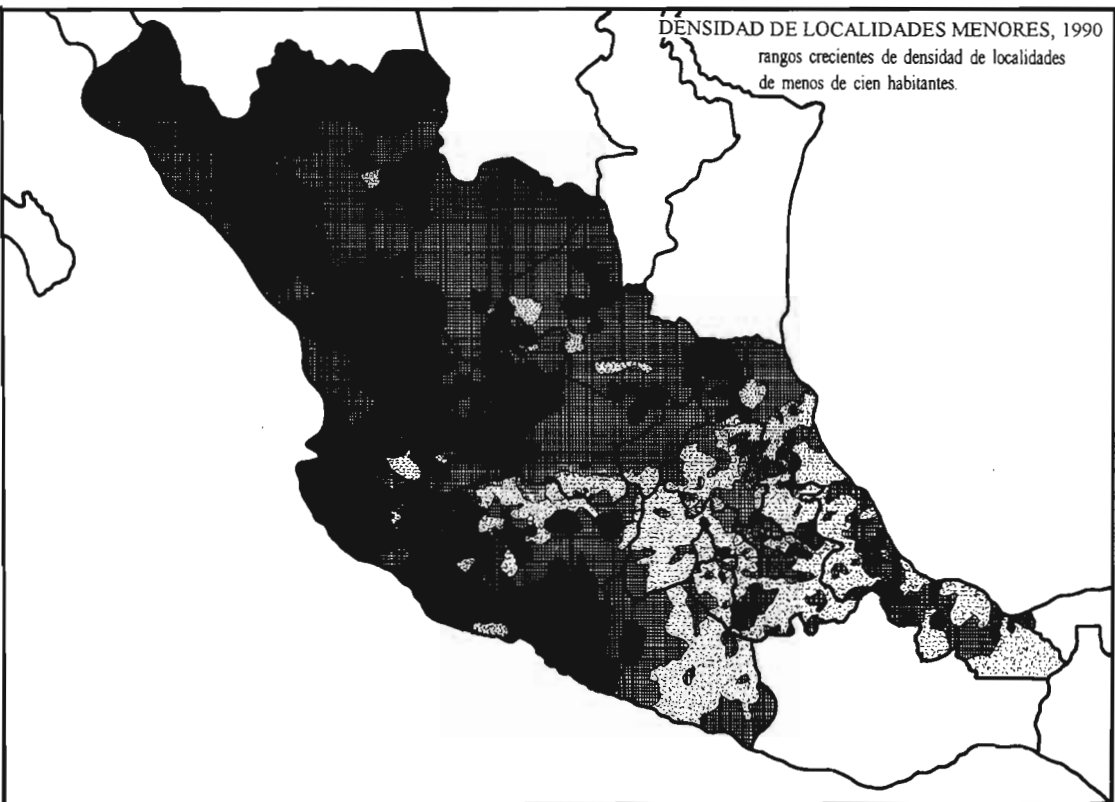 DENSIDAD DE LOCALIDADES MENORES, 1990
rangos crecientes de densidad de localidades
de menos de cien habitantes.